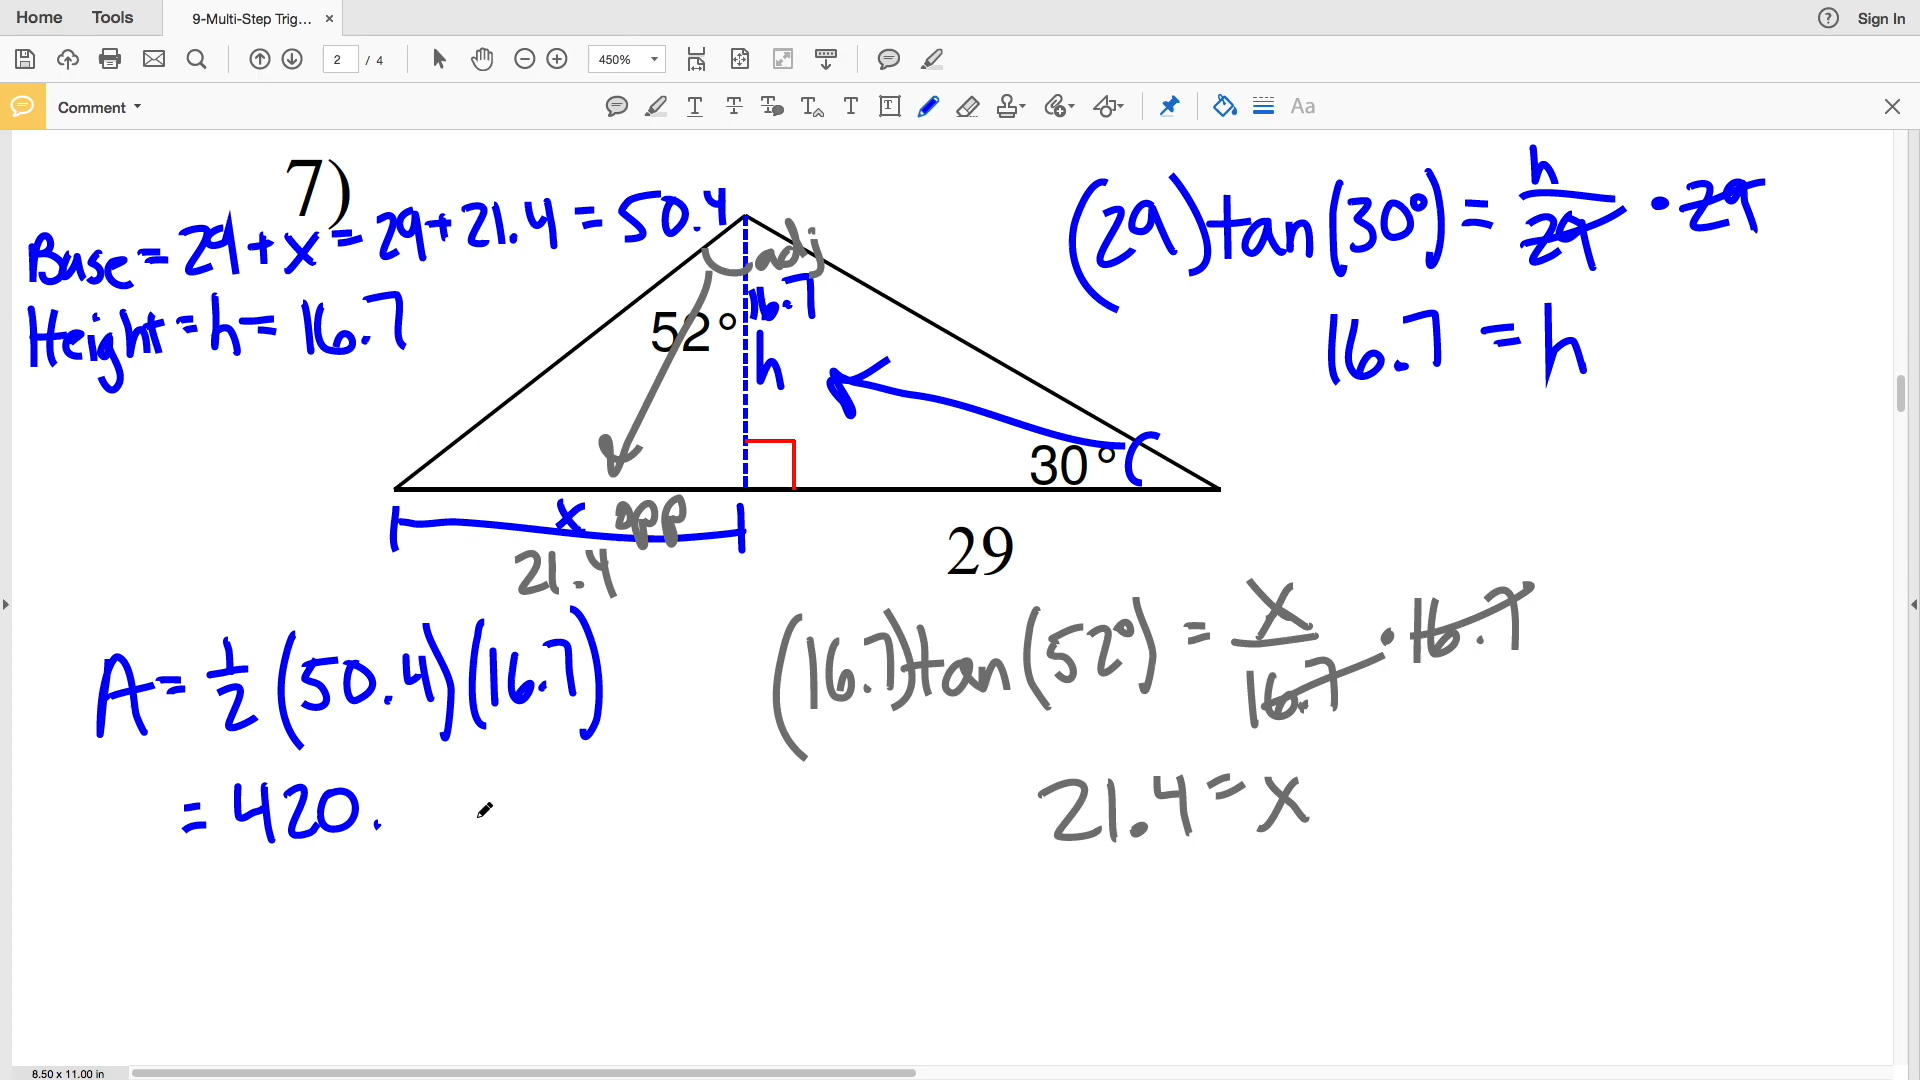 Home Tools 9-Multi-Step Trig... × ? Sign In
2 / 4 450%
Comment T T T T T T Aa
7)
Base = 29 + x = 29 + 21.4 = 50.4
Height = h = 16.7
(29)tan(30°) = h/29 · 29
16.7 = h
adj
16.7
52°
h
30°
x opp
21.4
29
A = 1/2 (50.4)(16.7)
= 420.
(16.7)tan(52°) = x/16.7 · 16.7
21.4 = x
8.50 x 11.00 in